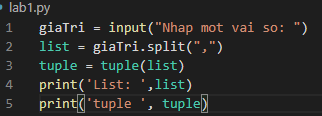 lab1.py
1 giaTri = input("Nhap mot vai so: ")
2 list = giaTri.split(",")
3 tuple = tuple(list)
4 print('List: ',list)
5 print('tuple ', tuple)